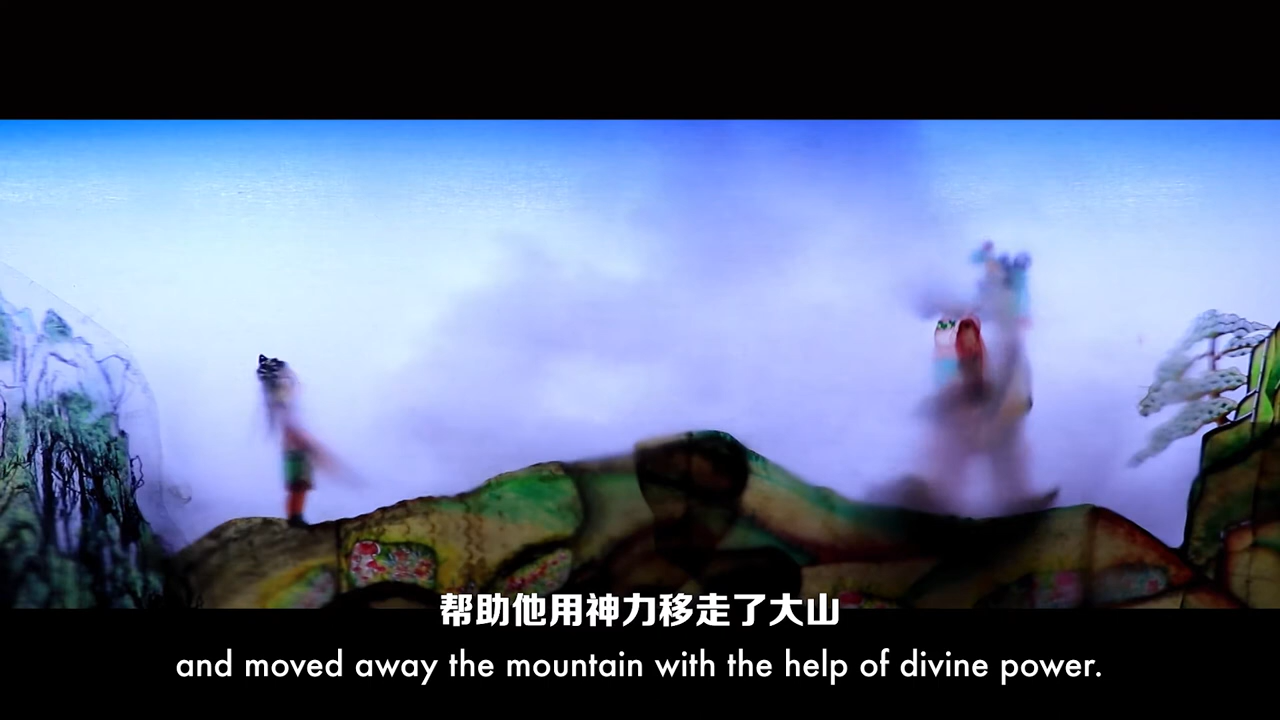 帮助他用神力移走了大山
and moved away the mountain with the help of divine power.